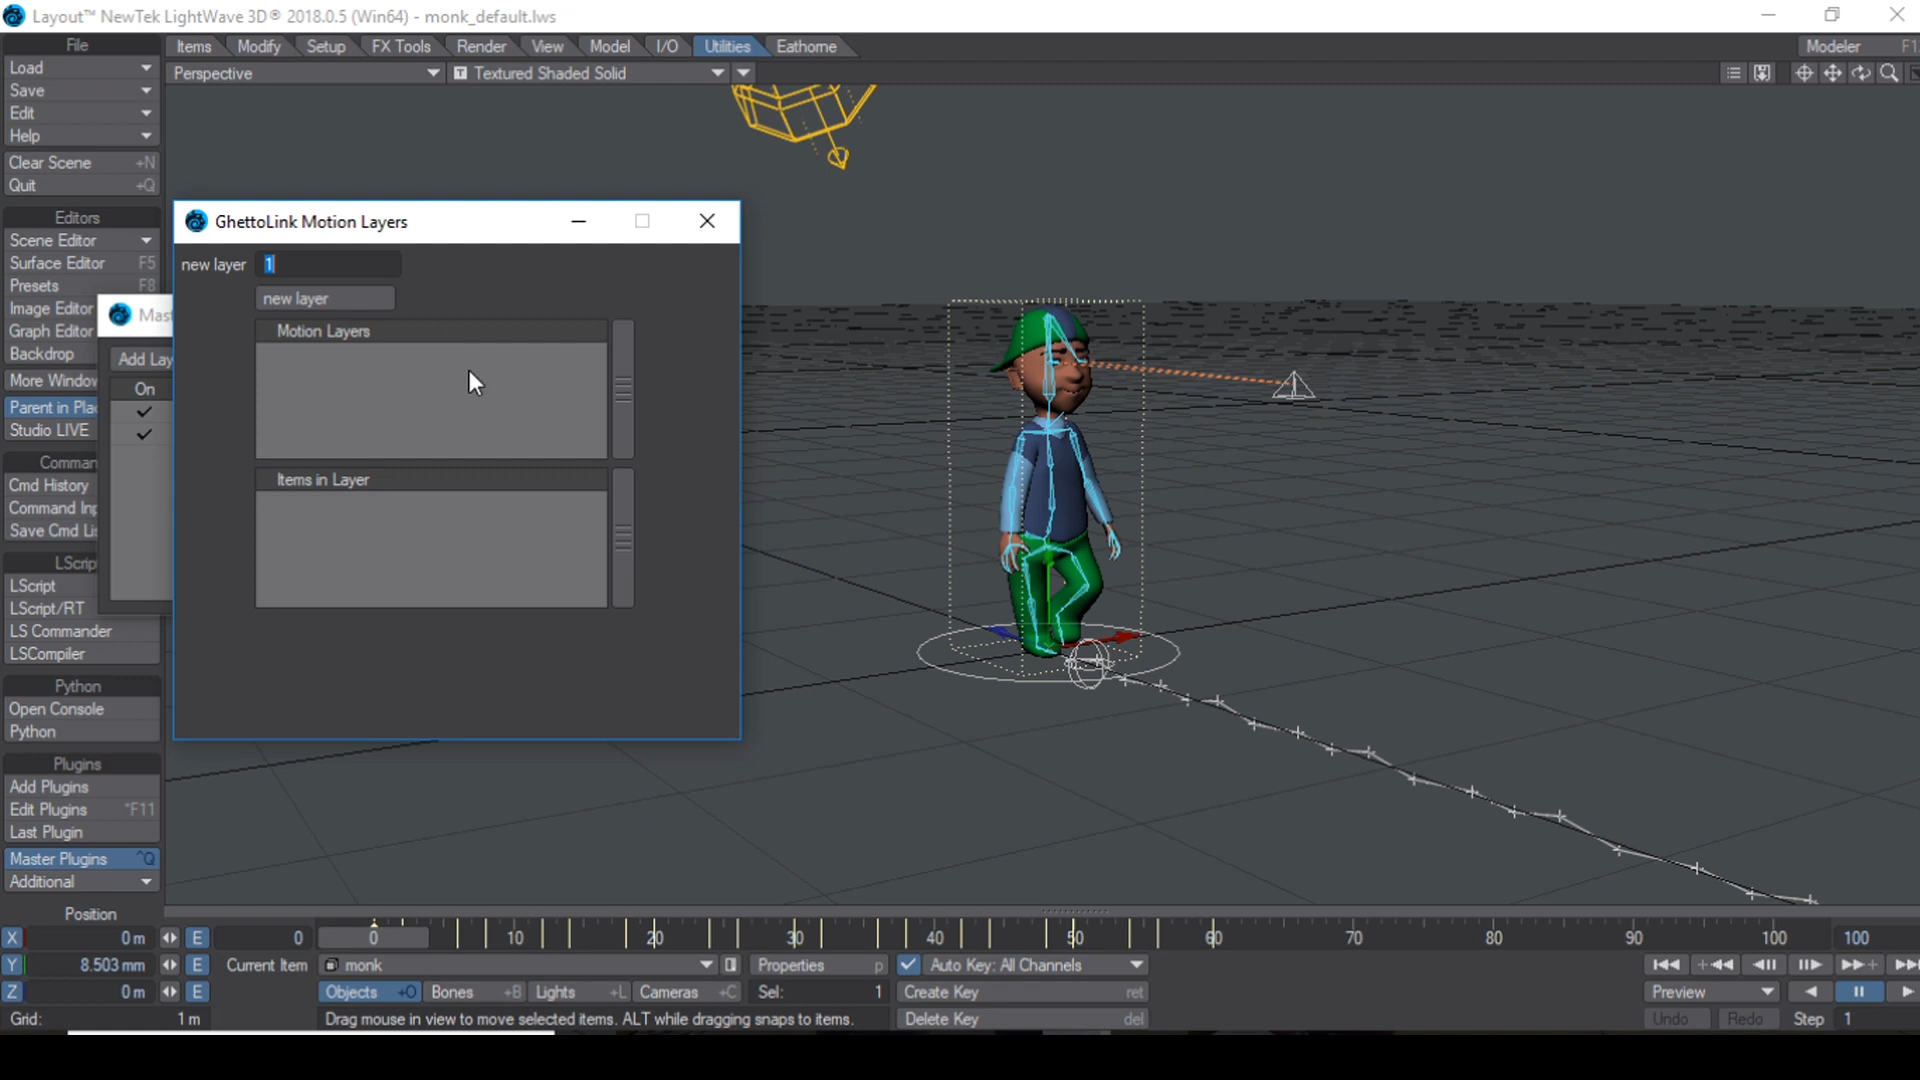 Layout™ NewTek LightWave 3D® 2018.0.5 (Win64) - monk_default.lws
File
Items Modify Setup FX Tools Render View Model I/O Utilities Eathome Modeler F1
Load
Perspective T Textured Shaded Solid
Save
Edit
Help
Clear Scene +N
Quit +Q
Editors
Scene Editor
Surface Editor F5
Presets F8
Image Editor
Graph Editor
Backdrop
More Window
Parent in Pla
Studio LIVE
Comman
Cmd History
Command Inp
Save Cmd Lis
LScrip
LScript
LScript/RT
LS Commander
LSCompiler
Python
Open Console
Python
Plugins
Add Plugins
Edit Plugins ^F11
Last Plugin
Master Plugins ^Q
Additional
Mast
Add Lay
On
GhettoLink Motion Layers
new layer 1
new layer
Motion Layers
Items in Layer
Position
X 0 m E 0 0 10 20 30 40 50 60 70 80 90 100 100
Y 8.503 mm E Current Item monk Properties p Auto Key: All Channels
Z 0 m E Objects +O Bones +B Lights +L Cameras +C Sel: 1 Create Key ret Preview
Grid: 1 m Drag mouse in view to move selected items. ALT while dragging snaps to items. Delete Key del Undo Redo Step 1